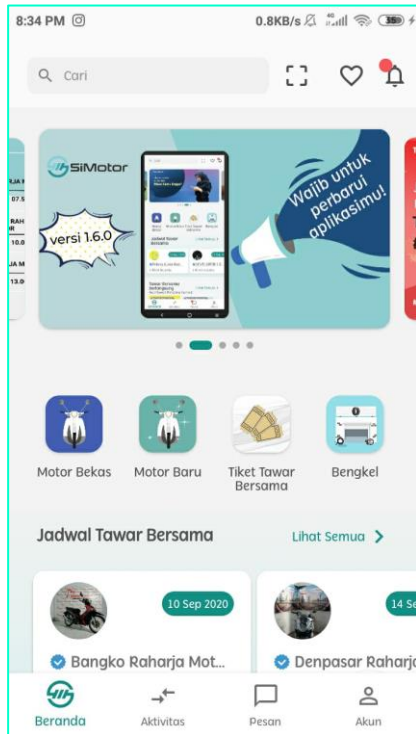 8:34 PM
0.8KB/s
Cari
SiMotor
versi 1.6.0
Wajib untuk
perbarui
aplikasimu!
Motor Bekas
Motor Baru
Tiket Tawar
Bersama
Bengkel
Jadwal Tawar Bersama
Lihat Semua
10 Sep 2020
Bangko Raharja Mot...
Denpasar Raharja
Beranda
Aktivitas
Pesan
Akun